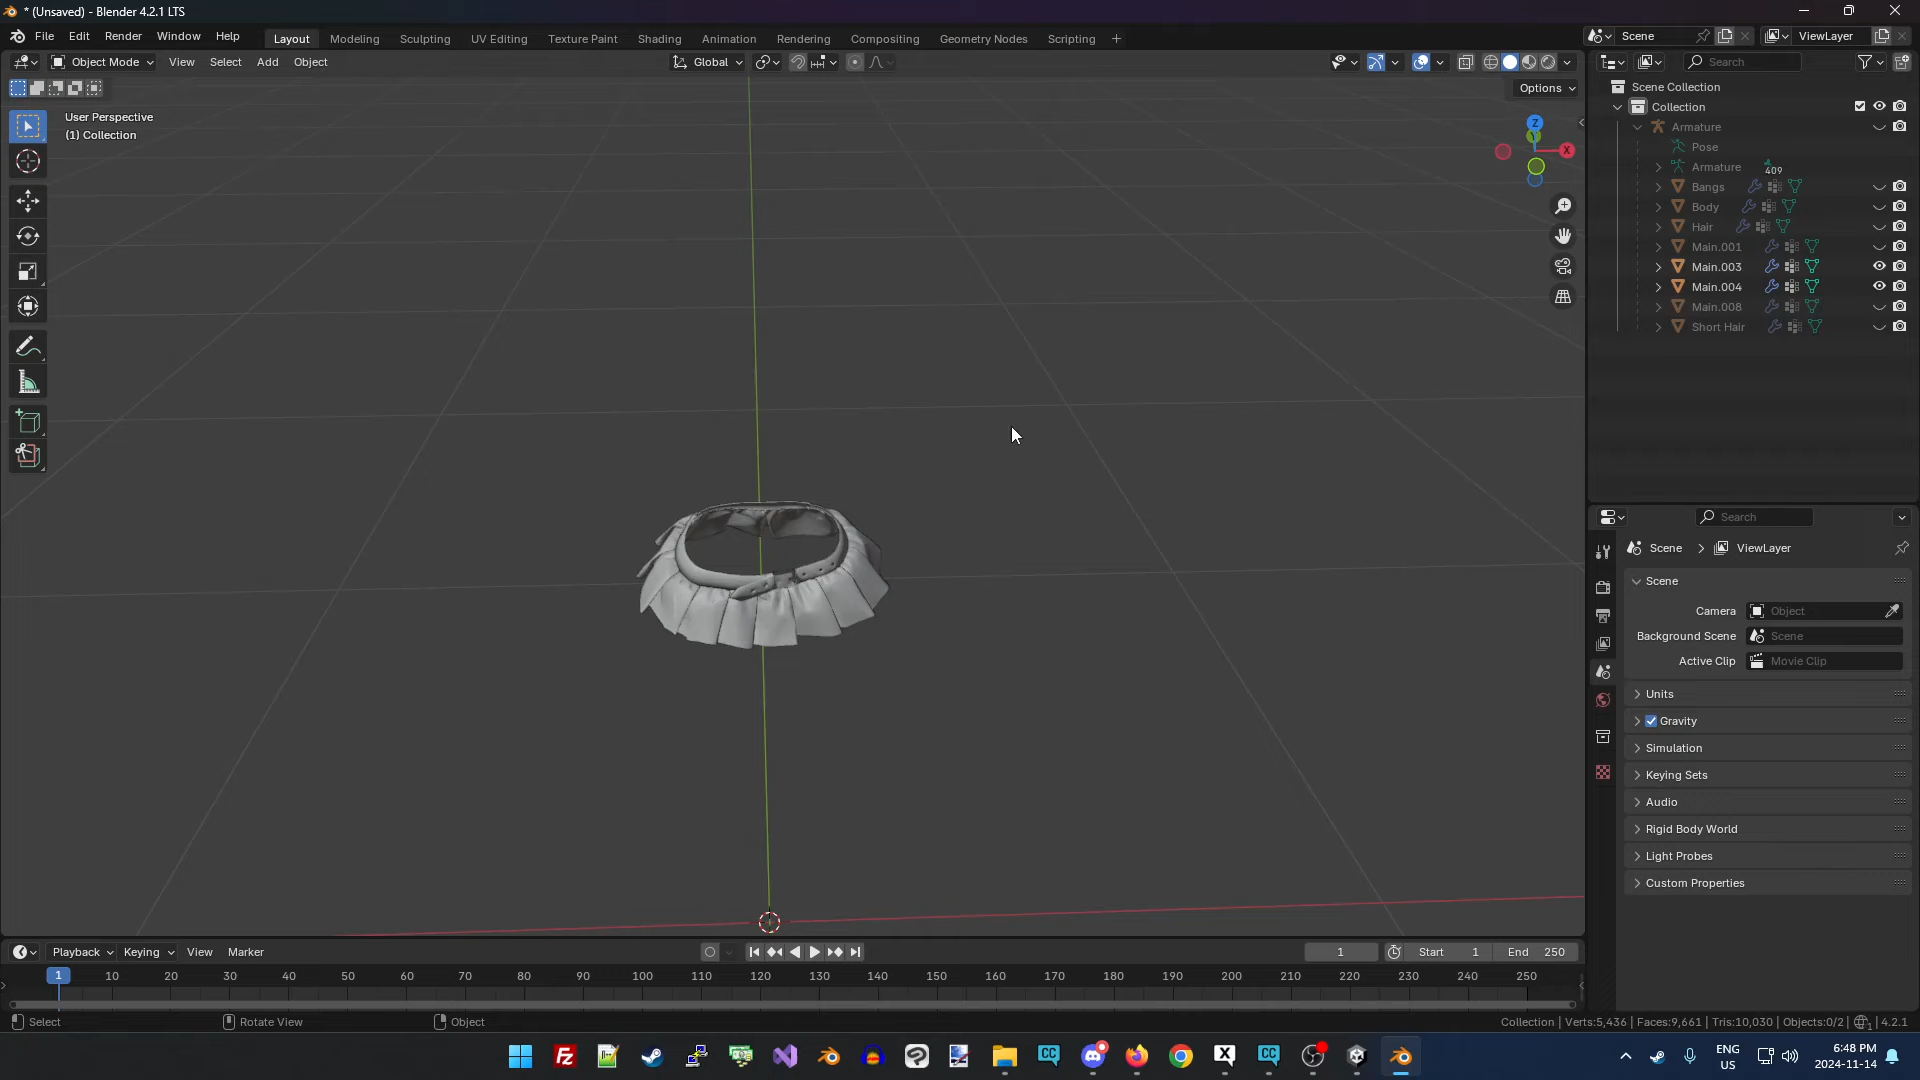 * (Unsaved) - Blender 4.2.1 LTS
File Edit Render Window Help Layout Modeling Sculpting UV Editing Texture Paint Shading Animation Rendering Compositing Geometry Nodes Scripting + Scene ViewLayer
Object Mode View Select Add Object Global Search
Options
User Perspective
(1) Collection
Z
X
Scene Collection
Collection
Armature
Pose
Armature 409
Bangs
Body
Hair
Main.001
Main.003
Main.004
Main.008
Short Hair
Search
Scene ViewLayer
Scene
Camera Object
Background Scene Scene
Active Clip Movie Clip
Units
Gravity
Simulation
Keying Sets
Audio
Rigid Body World
Light Probes
Custom Properties
Playback Keying View Marker 1 Start 1 End 250
1 10 20 30 40 50 60 70 80 90 100 110 120 130 140 150 160 170 180 190 200 210 220 230 240 250
Select Rotate View Object Collection | Verts:5,436 | Faces:9,661 | Tris:10,030 | Objects:0/2 | 4.2.1
Fz CC X CC
ENG
US
6:48 PM
2024-11-14